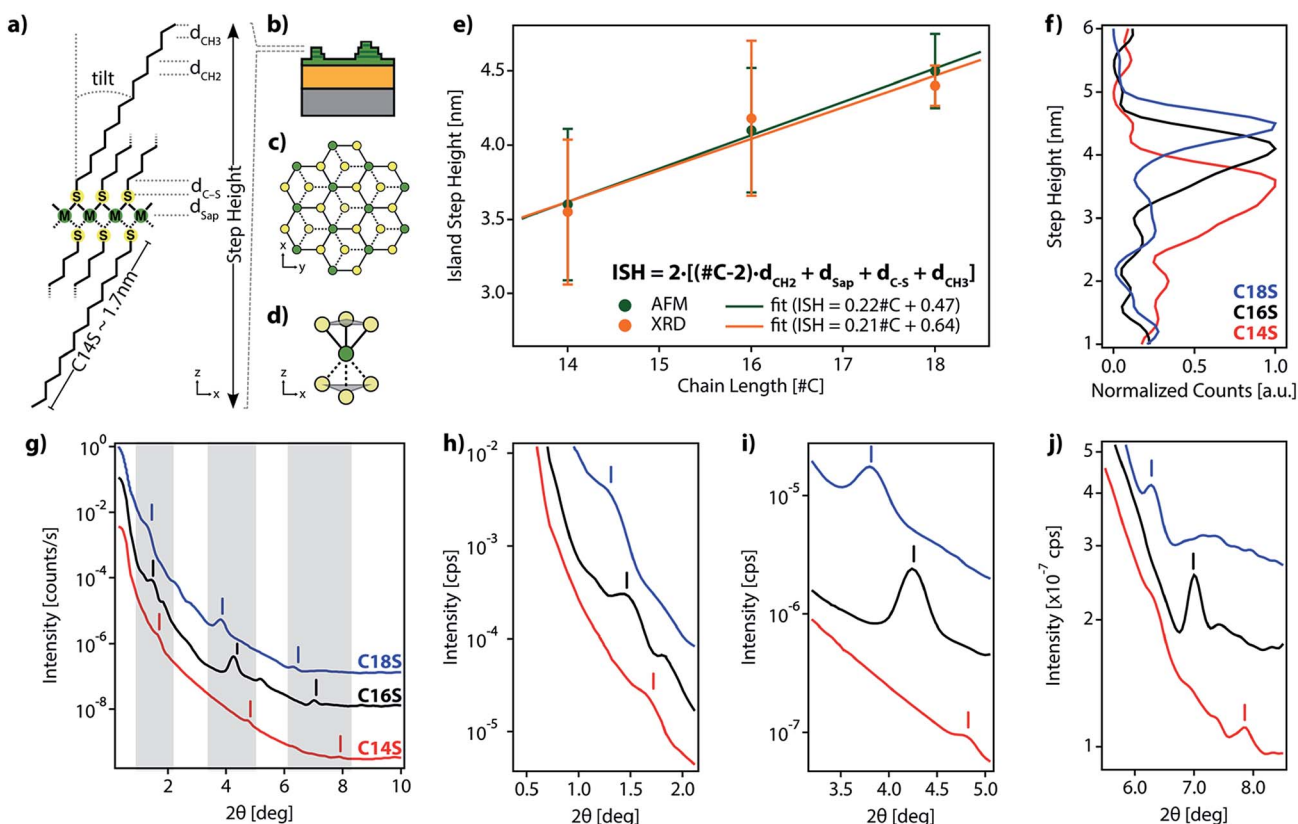 a)
d_CH3
d_CH2
tilt
S S S
d_C–S
M M M M
d_Sap
S S S
C14S ~ 1.7nm
Step Height
z
x
b)
c)
x
y
d)
z
x
e)
Island Step Height [nm]
4.5
4.0
3.5
3.0
ISH = 2·[(#C-2)·d_CH2 + d_Sap + d_C-S + d_CH3]
AFM fit (ISH = 0.22#C + 0.47)
XRD fit (ISH = 0.21#C + 0.64)
14 15 16 17 18
Chain Length [#C]
f)
Step Height [nm]
6
5
4
3
2
1
C18S
C16S
C14S
0.0 0.5 1.0
Normalized Counts [a.u.]
g)
Intensity [counts/s]
10^0
10^-2
10^-4
10^-6
10^-8
C18S
C16S
C14S
2 4 6 8 10
2θ [deg]
h)
Intensity [cps]
10^-2
10^-3
10^-4
10^-5
0.5 1.0 1.5 2.0
2θ [deg]
i)
Intensity [cps]
10^-5
10^-6
10^-7
3.5 4.0 4.5 5.0
2θ [deg]
j)
Intensity [x10^-7 cps]
5
4
3
2
1
6.0 7.0 8.0
2θ [deg]